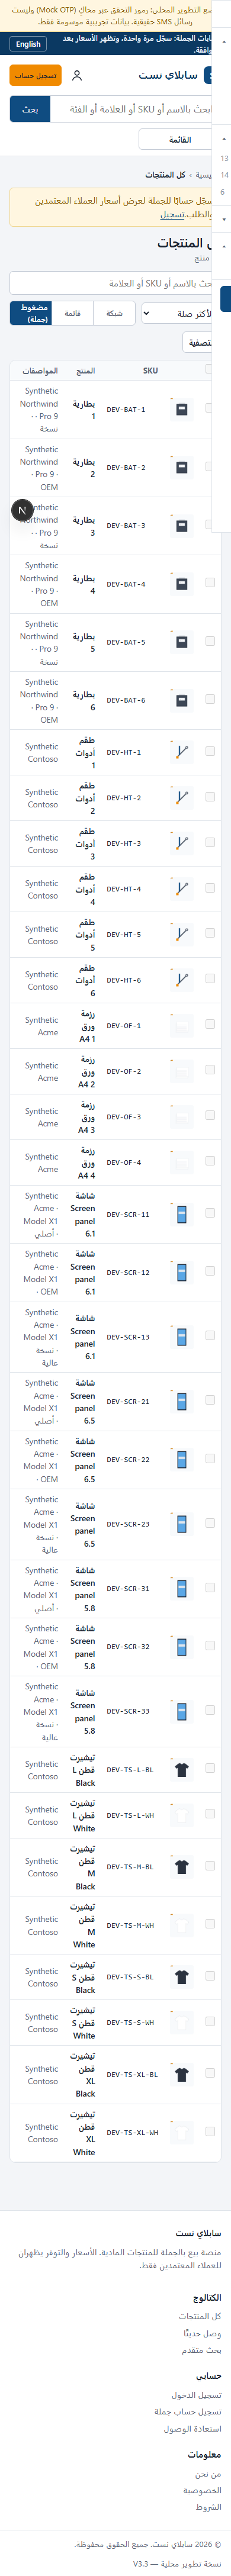 التطوير المحلي: رموز التحقق عبر محاكٍ (Mock OTP) وليست
رسائل SMS حقيقية. بيانات تجريبية موسومة فقط.
بات الجملة: سجّل مرة واحدة، وتظهر الأسعار بعد
وافقة.
English
سابلاي نست
تسجيل حساب
بحث بالاسم أو SKU أو العلامة أو الفئة
بحث
القائمة
كل المنتجات
سجّل حسابًا للجملة لعرض أسعار العملاء المعتمدين
والطلب. تسجيل
المنتجات
منتج
بحث بالاسم أو SKU أو العلامة
الأكثر صلة
شبكة
قائمة
مضغوط (جملة)
تصفية
13
14
6
SKU
المنتج
المواصفات
DEV-BAT-1
بطارية 1
Synthetic Northwind · Pro 9 · نسخة
DEV-BAT-2
بطارية 2
Synthetic Northwind · Pro 9 · OEM
DEV-BAT-3
بطارية 3
Northwind · Pro 9 · نسخة
DEV-BAT-4
بطارية 4
Synthetic Northwind · Pro 9 · OEM
DEV-BAT-5
بطارية 5
Synthetic Northwind · Pro 9 · نسخة
DEV-BAT-6
بطارية 6
Synthetic Northwind · Pro 9 · OEM
DEV-HT-1
طقم أدوات 1
Synthetic Contoso
DEV-HT-2
طقم أدوات 2
Synthetic Contoso
DEV-HT-3
طقم أدوات 3
Synthetic Contoso
DEV-HT-4
طقم أدوات 4
Synthetic Contoso
DEV-HT-5
طقم أدوات 5
Synthetic Contoso
DEV-HT-6
طقم أدوات 6
Synthetic Contoso
DEV-OF-1
رزمة ورق A4 1
Synthetic Acme
DEV-OF-2
رزمة ورق A4 2
Synthetic Acme
DEV-OF-3
رزمة ورق A4 3
Synthetic Acme
DEV-OF-4
رزمة ورق A4 4
Synthetic Acme
DEV-SCR-11
شاشة Screen panel 6.1
Synthetic Acme · Model X1 · أصلي
DEV-SCR-12
شاشة Screen panel 6.1
Synthetic Acme · Model X1 · OEM
DEV-SCR-13
شاشة Screen panel 6.1
Synthetic Acme · Model X1 · نسخة عالية
DEV-SCR-21
شاشة Screen panel 6.5
Synthetic Acme · Model X1 · أصلي
DEV-SCR-22
شاشة Screen panel 6.5
Synthetic Acme · Model X1 · OEM
DEV-SCR-23
شاشة Screen panel 6.5
Synthetic Acme · Model X1 · نسخة عالية
DEV-SCR-31
شاشة Screen panel 5.8
Synthetic Acme · Model X1 · أصلي
DEV-SCR-32
شاشة Screen panel 5.8
Synthetic Acme · Model X1 · OEM
DEV-SCR-33
شاشة Screen panel 5.8
Synthetic Acme · Model X1 · نسخة عالية
DEV-TS-L-BL
تيشيرت قطن L Black
Synthetic Contoso
DEV-TS-L-WH
تيشيرت قطن L White
Synthetic Contoso
DEV-TS-M-BL
تيشيرت قطن M Black
Synthetic Contoso
DEV-TS-M-WH
تيشيرت قطن M White
Synthetic Contoso
DEV-TS-S-BL
تيشيرت قطن S Black
Synthetic Contoso
DEV-TS-S-WH
تيشيرت قطن S White
Synthetic Contoso
DEV-TS-XL-BL
تيشيرت قطن XL Black
Synthetic Contoso
DEV-TS-XL-WH
تيشيرت قطن XL White
Synthetic Contoso
سابلاي نست
منصة بيع بالجملة للمنتجات المادية. الأسعار والتوفر يظهران
للعملاء المعتمدين فقط.
الكتالوج
كل المنتجات
وصل حديثًا
بحث متقدم
حسابي
تسجيل الدخول
تسجيل حساب جملة
استعادة الوصول
معلومات
من نحن
الخصوصية
الشروط
© 2026 سابلاي نست. جميع الحقوق محفوظة.
نسخة تطوير محلية — V3.3